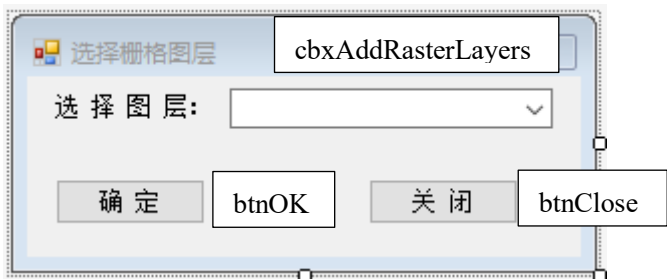 选择栅格图层
cbxAddRasterLayers
选 择 图 层:
确 定
btnOK
关 闭
btnClose